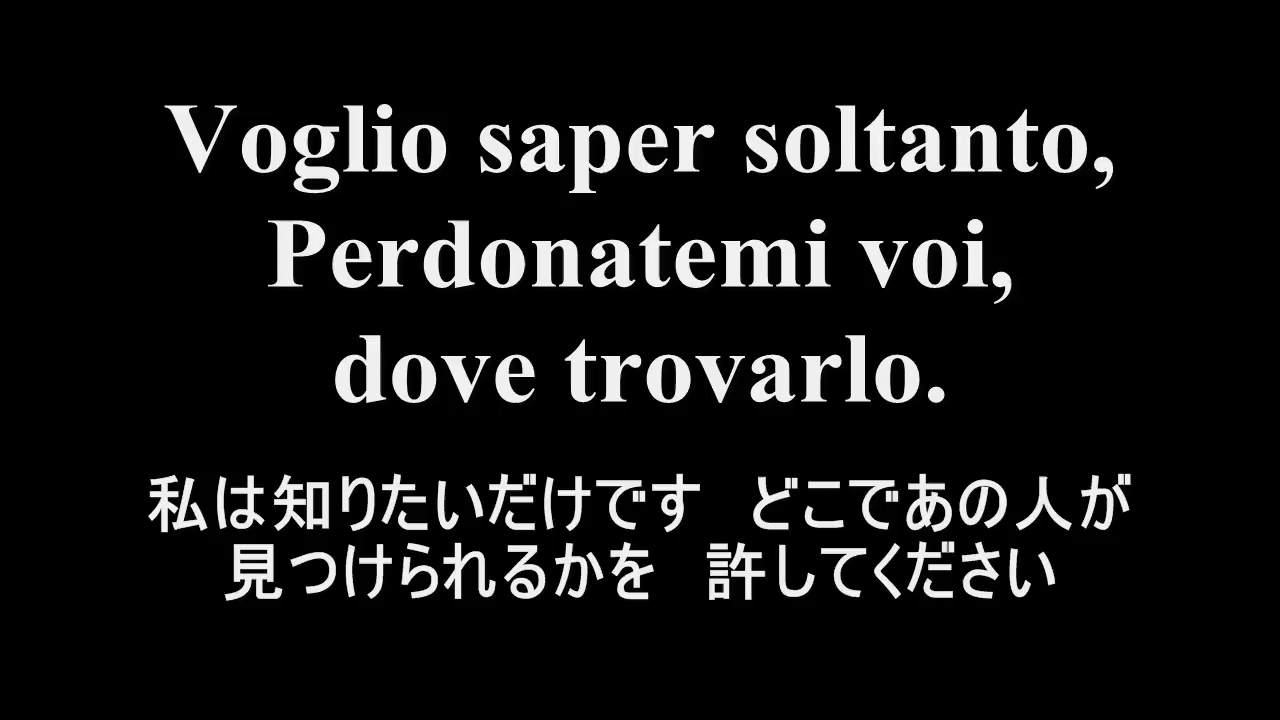 Voglio saper soltanto,
Perdonatemi voi,
dove trovarlo.
私は知りたいだけです　どこであの人が
見つけられるかを　許してください